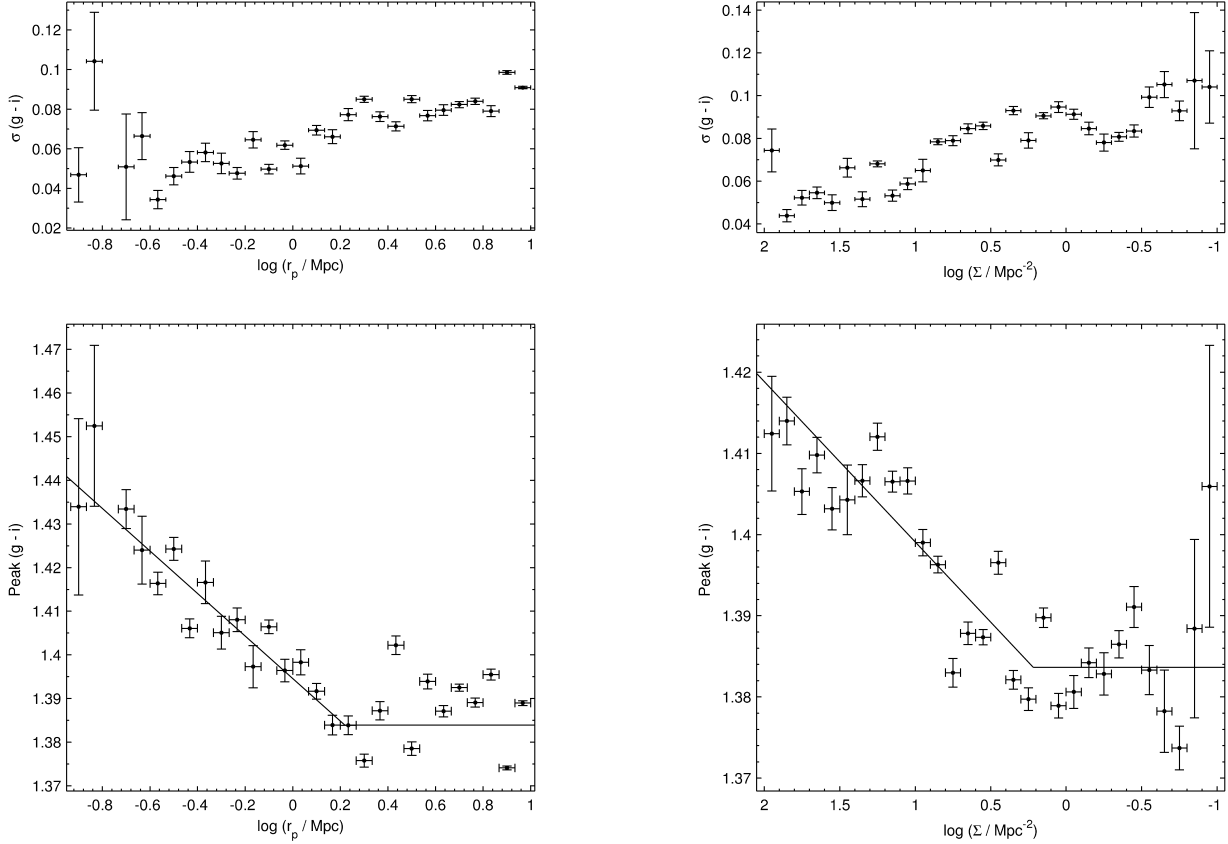 0.12
0.1
0.08
0.06
0.04
0.02
σ (g - i)
-0.8 -0.6 -0.4 -0.2 0 0.2 0.4 0.6 0.8 1
log (r_p / Mpc)
0.14
0.12
0.1
0.08
0.06
0.04
σ (g - i)
2 1.5 1 0.5 0 -0.5 -1
log (Σ / Mpc^-2)
1.47
1.46
1.45
1.44
1.43
1.42
1.41
1.4
1.39
1.38
1.37
Peak (g - i)
-0.8 -0.6 -0.4 -0.2 0 0.2 0.4 0.6 0.8 1
log (r_p / Mpc)
1.42
1.41
1.4
1.39
1.38
1.37
Peak (g - i)
2 1.5 1 0.5 0 -0.5 -1
log (Σ / Mpc^-2)